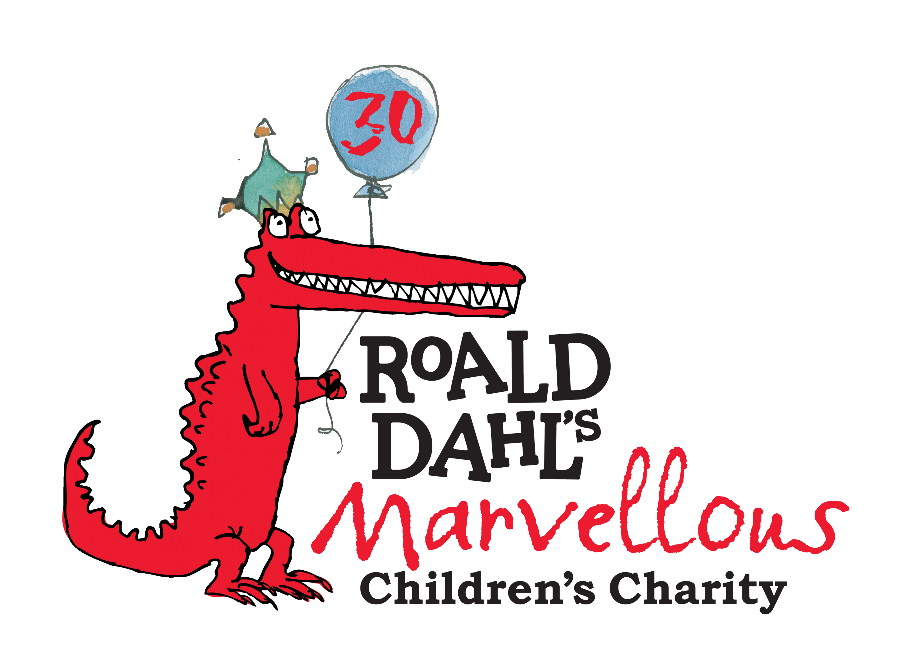 30
ROALD
DAHL'S
Marvellous
Children's Charity